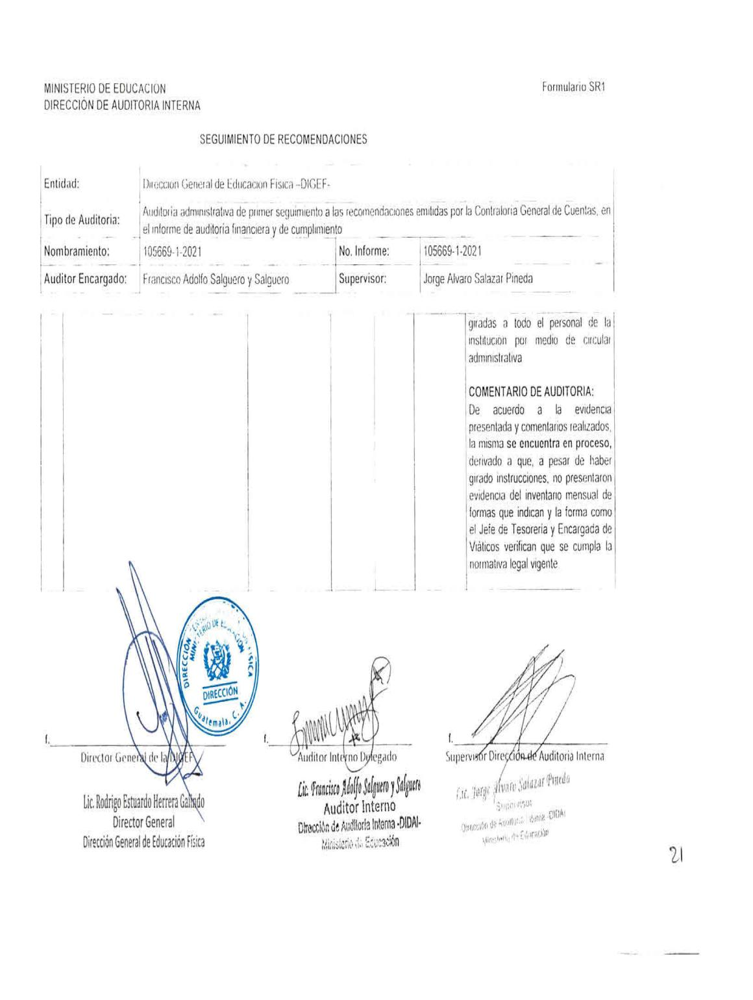 MINISTERIO DE EDUCACION
Formulario SR1
DIRECCIÓN DE AUDITORIA INTERNA
SEGUIMIENTO DE RECOMENDACIONES
Entidad: Dirección General de Educación Física –DIGEF-
Tipo de Auditoria: Auditoria administrativa de primer seguimiento a las recomendaciones emitidas por la Contraloria General de Cuentas, en
el informe de auditoria financiera y de cumplimiento
Nombramiento: 105669-1-2021 No. Informe: 105669-1-2021
Auditor Encargado: Francisco Adolfo Salguero y Salguero Supervisor: Jorge Alvaro Salazar Pineda
giradas a todo el personal de la
institución por medio de circular
administrativa
COMENTARIO DE AUDITORIA:
De acuerdo a la evidencia
presentada y comentarios realizados,
la misma se encuentra en proceso,
derivado a que, a pesar de haber
girado instrucciones, no presentaron
evidencia del inventario mensual de
formas que indican y la forma como
el Jefe de Tesorería y Encargada de
Viáticos verifican que se cumpla la
normativa legal vigente
MINISTERIO DE EDUCACIÓN
DIRECCIÓN
DIRECCIÓN
Guatemala, C. A.
f.
f.
f.
Director General de la DIGEF
Auditor Interno Delegado
Supervisor Dirección de Auditoria Interna
Lic. Rodrigo Estuardo Herrera Galindo
Director General
Dirección General de Educación Física
Lic. Francisco Adolfo Salguero y Salguero
Auditor Interno
Dirección de Auditoria Interna -DIDAI-
Ministerio de Educación
Lic. Jorge Alvaro Salazar Pineda
Supervisor
Dirección de Auditoria Interna -DIDAI
Ministerio de Educación
21